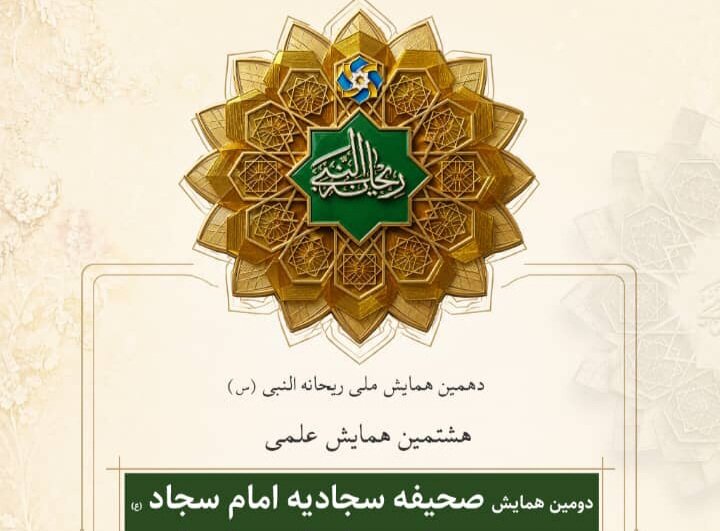 ریحانة النبی
دهمین همایش ملی ریحانه النبی (س)
هشتمین همایش علمی
دومین همایش صحیفه سجادیه امام سجاد (ع)